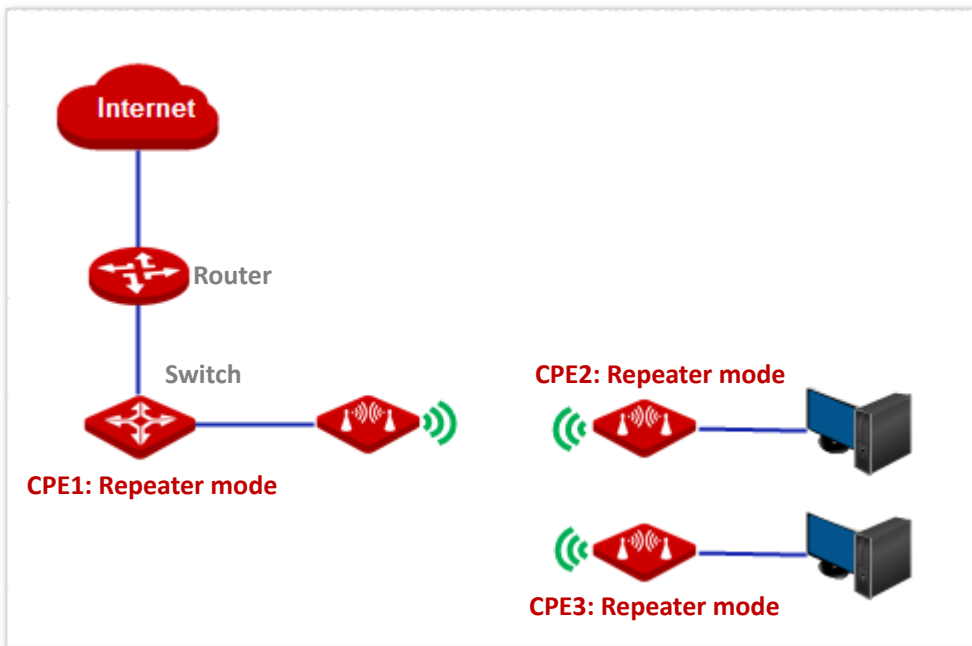 Internet
Router
Switch
CPE1: Repeater mode
CPE2: Repeater mode
CPE3: Repeater mode